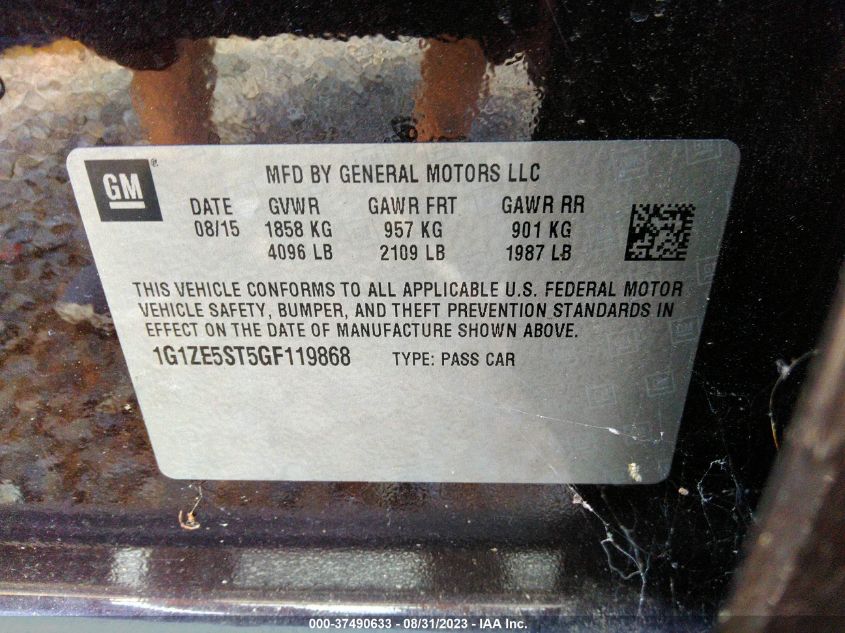 GM ®
MFD BY GENERAL MOTORS LLC
DATE GVWR GAWR FRT GAWR RR
08/15 1858 KG 957 KG 901 KG
4096 LB 2109 LB 1987 LB
THIS VEHICLE CONFORMS TO ALL APPLICABLE U.S. FEDERAL MOTOR
VEHICLE SAFETY, BUMPER, AND THEFT PREVENTION STANDARDS IN
EFFECT ON THE DATE OF MANUFACTURE SHOWN ABOVE.
1G1ZE5ST5GF119868 TYPE: PASS CAR
000-37490633 - 08/31/2023 - IAA Inc.